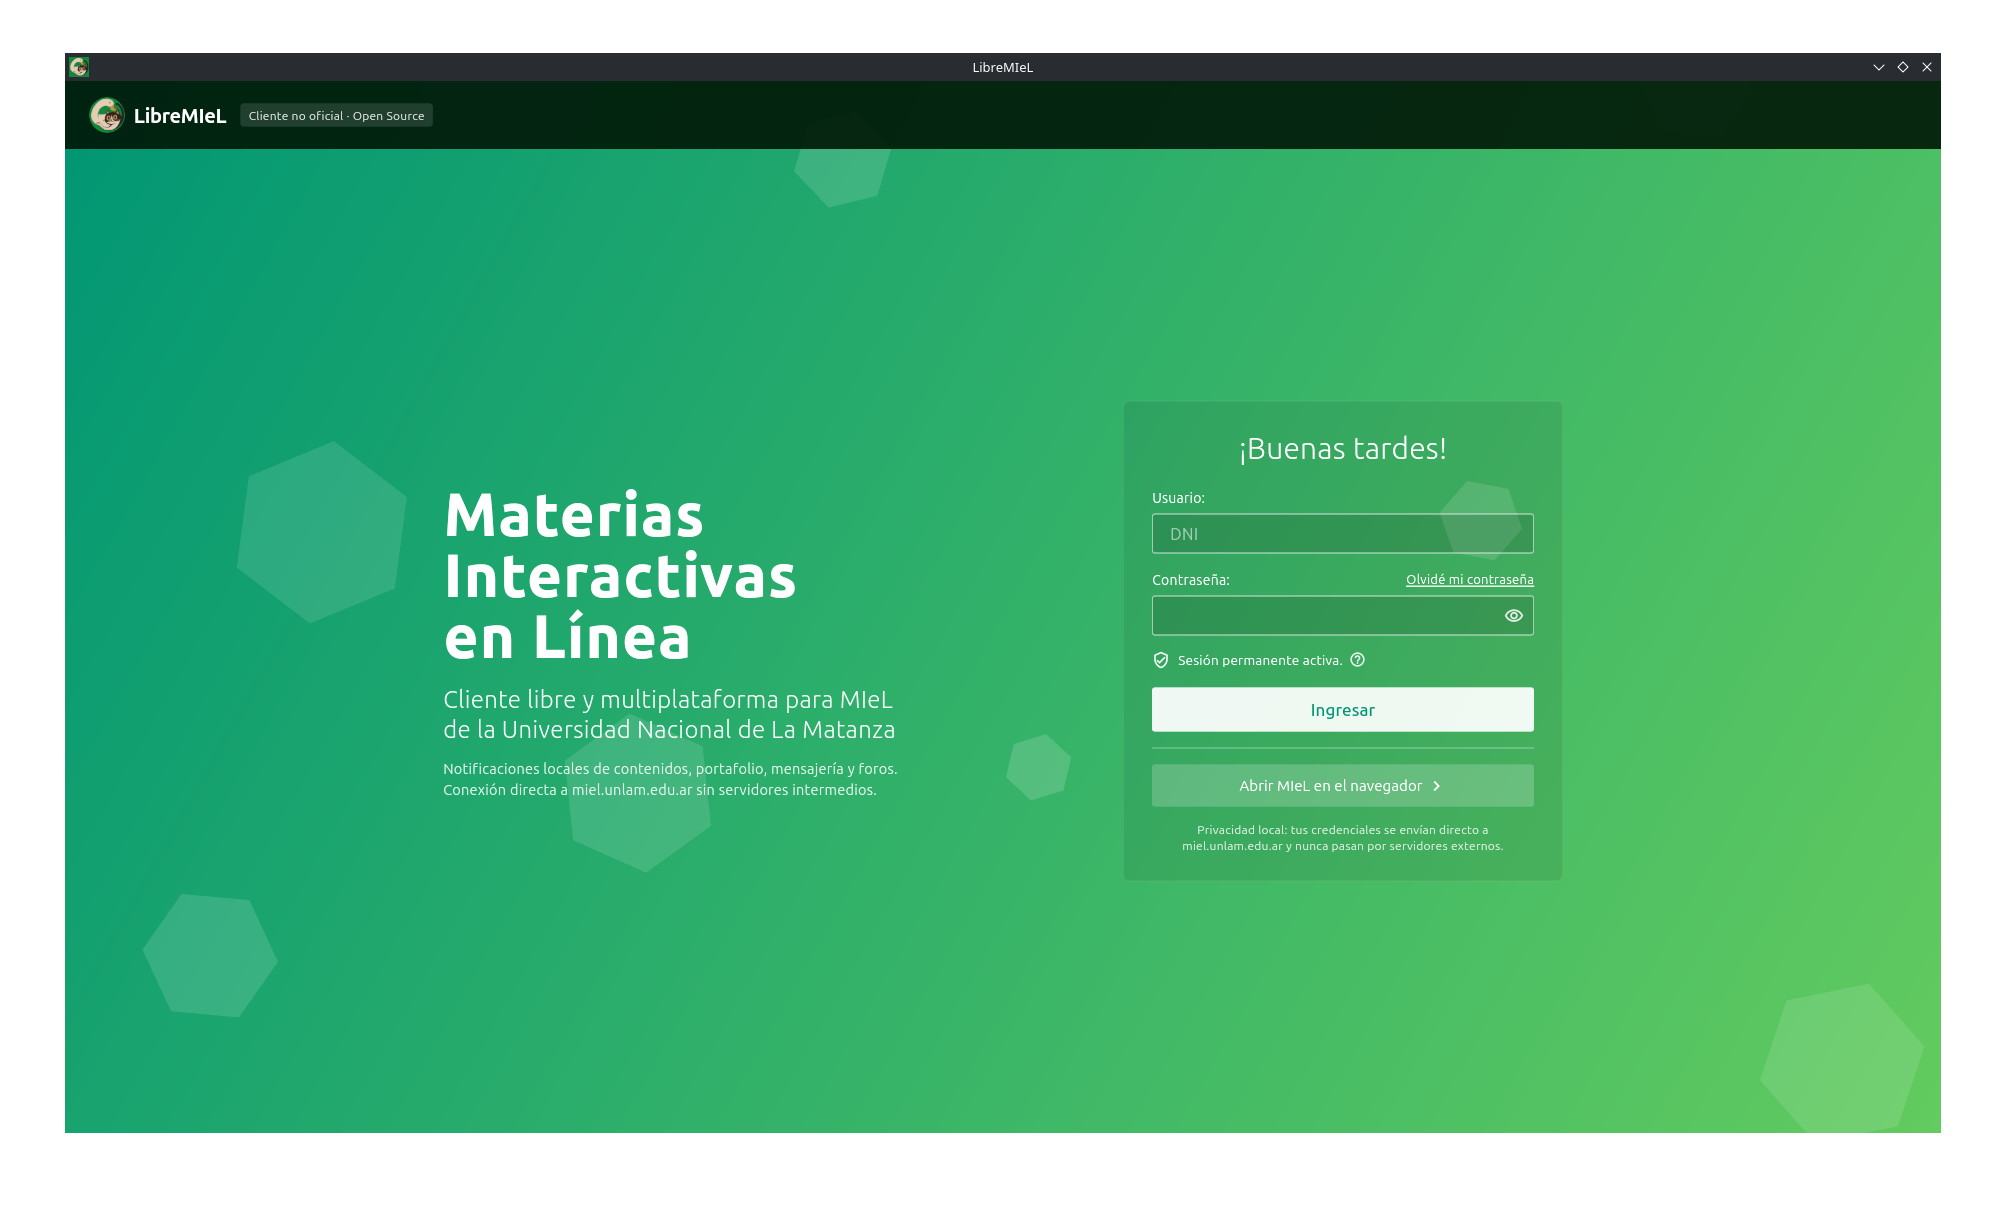 LibreMIeL
LibreMIeL
Cliente no oficial · Open Source
Materias
Interactivas
en Línea
Cliente libre y multiplataforma para MIeL
de la Universidad Nacional de La Matanza
Notificaciones locales de contenidos, portafolio, mensajería y foros.
Conexión directa a miel.unlam.edu.ar sin servidores intermedios.
¡Buenas tardes!
Usuario:
DNI
Contraseña: Olvidé mi contraseña
Sesión permanente activa.
Ingresar
Abrir MIeL en el navegador
Privacidad local: tus credenciales se envían directo a
miel.unlam.edu.ar y nunca pasan por servidores externos.